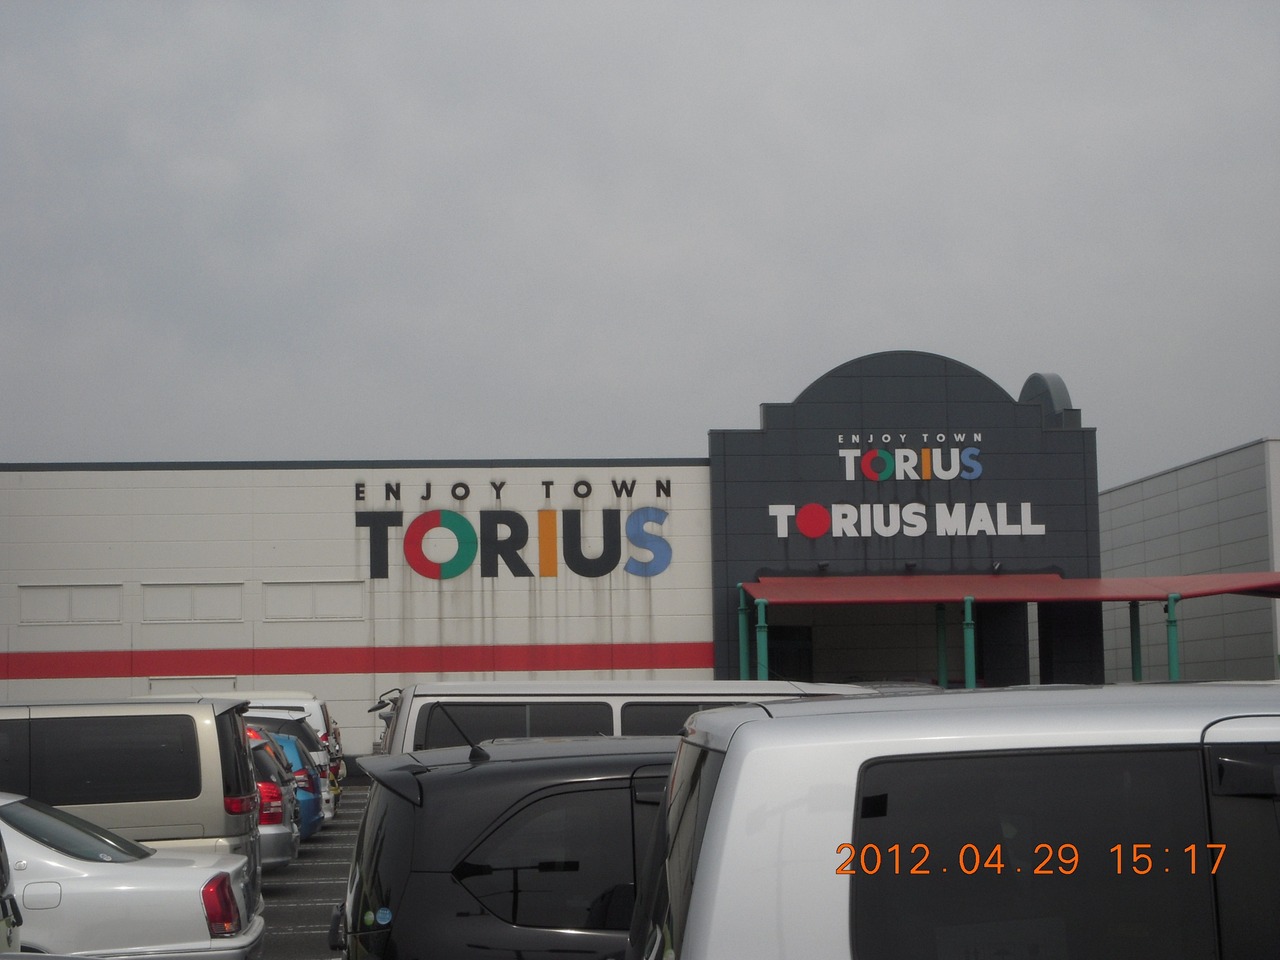 ENJOY TOWN
TORIUS
ENJOY TOWN
TORIUS
TORIUS MALL
2012.04.29 15:17